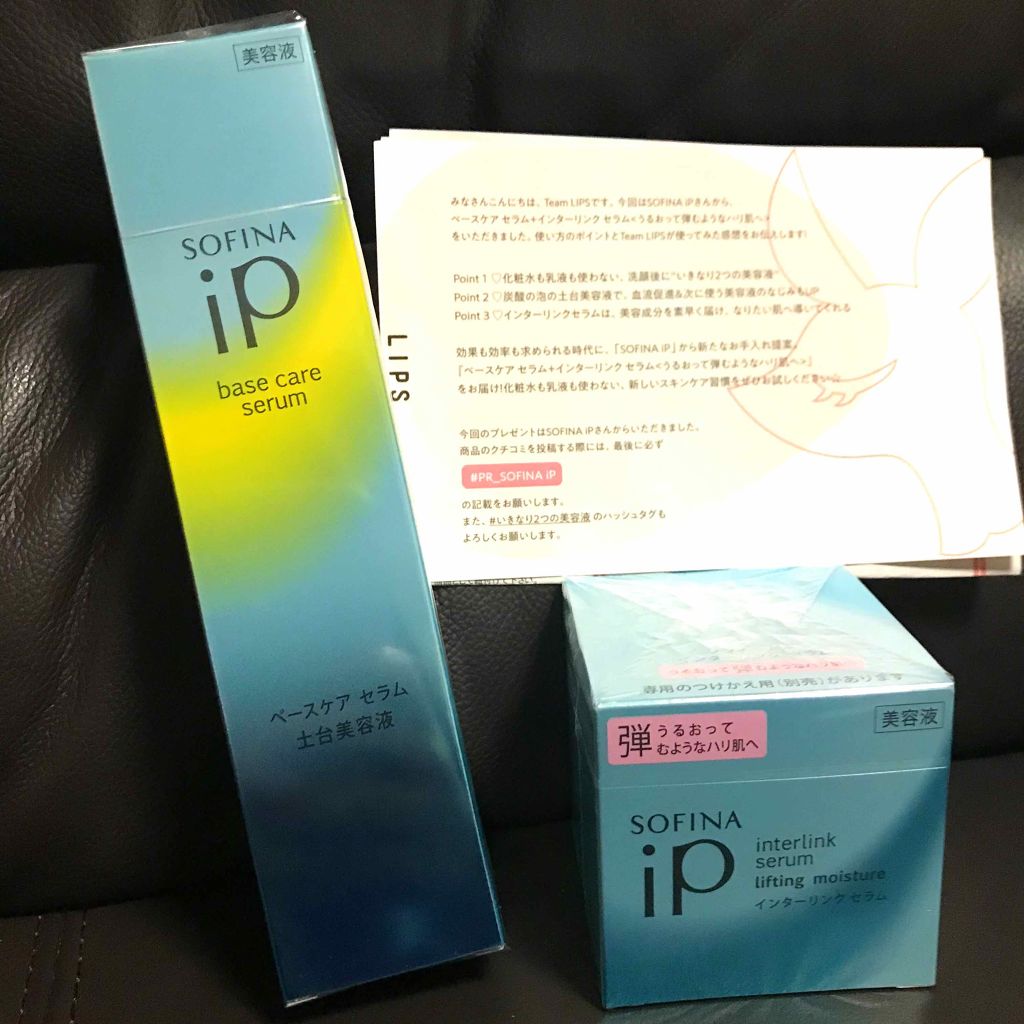 美容液
SOFINA
iP
base care
serum
ベースケア セラム
土台美容液
LIPS
みなさんこんにちは、Team LIPSです。今回はSOFINA iPさんから、
ベースケア セラム+インターリンク セラム<うるおって弾むようなハリ肌へ>
をいただきました。使い方のポイントとTeam LIPSが使ってみた感想をお伝えします!
Point 1 ♡化粧水も乳液も使わない、洗顔後に"いきなり2つの美容液"
Point 2 ♡炭酸の泡の土台美容液で、血流促進&次に使う美容液のなじみもUP
Point 3 ♡インターリンクセラムは、美容成分を素早く届け、なりたい肌へ導いてくれる
効果も効率も求められる時代に、「SOFINA iP」から新たなお手入れ提案。
「ベースケア セラム+インターリンク セラム<うるおって弾むようなハリ肌へ>」
をお届け!化粧水も乳液も使わない、新しいスキンケア習慣をぜひお試しください☆
今回のプレゼントはSOFINA iPさんからいただきました。
商品のクチコミを投稿する際には、最後に必ず
#PR_SOFINA iP
の記載をお願いします。
また、#いきなり2つの美容液 のハッシュタグも
よろしくお願いします。
うるおって弾むようなハリ肌へ
専用のつけかえ用(別売)があります
美容液
弾 うるおって
むようなハリ肌へ
SOFINA
iP
interlink
serum
lifting moisture
インターリンク セラム